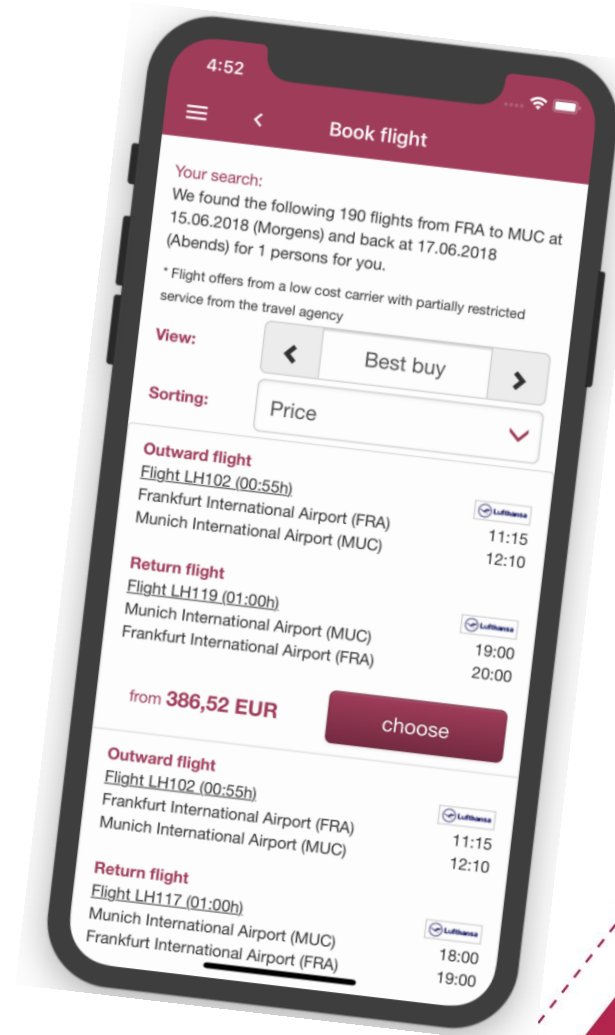 4:52
Book flight
Your search:
We found the following 190 flights from FRA to MUC at
15.06.2018 (Morgens) and back at 17.06.2018
(Abends) for 1 persons for you.
* Flight offers from a low cost carrier with partially restricted
service from the travel agency
View:
Best buy
Sorting:
Price
Outward flight
Flight LH102 (00:55h)
Lufthansa
Frankfurt International Airport (FRA) 11:15
Munich International Airport (MUC) 12:10
Return flight
Flight LH119 (01:00h)
Lufthansa
Munich International Airport (MUC) 19:00
Frankfurt International Airport (FRA) 20:00
from 386,52 EUR
choose
Outward flight
Flight LH102 (00:55h)
Lufthansa
Frankfurt International Airport (FRA) 11:15
Munich International Airport (MUC) 12:10
Return flight
Flight LH117 (01:00h)
Lufthansa
Munich International Airport (MUC) 18:00
Frankfurt International Airport (FRA) 19:00